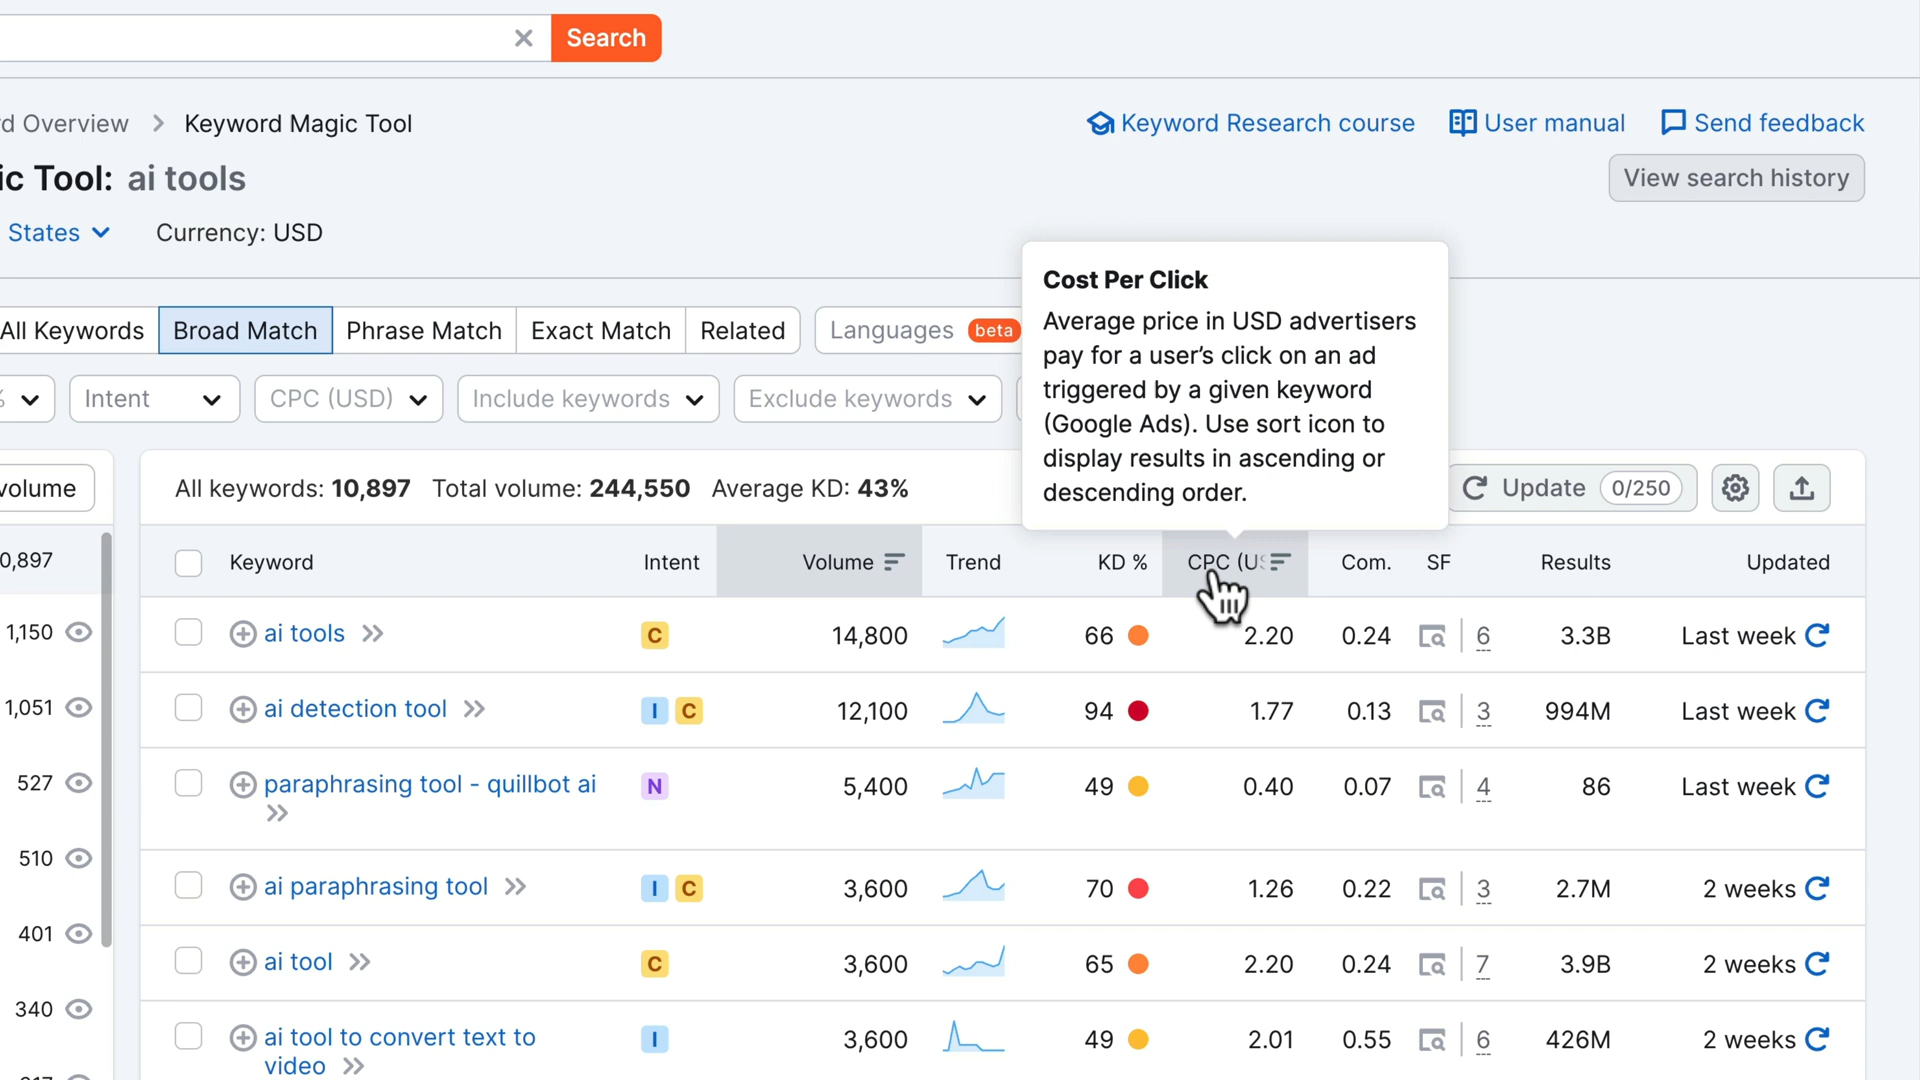 Search
d Overview > Keyword Magic Tool
Keyword Research course
User manual
Send feedback
ic Tool: ai tools
View search history
States
Currency: USD
Cost Per Click
Average price in USD advertisers
pay for a user’s click on an ad
triggered by a given keyword
(Google Ads). Use sort icon to
display results in ascending or
descending order.
All Keywords Broad Match Phrase Match Exact Match Related Languages beta
% Intent CPC (USD) Include keywords Exclude keywords
volume
All keywords: 10,897 Total volume: 244,550 Average KD: 43%
Update 0/250
0,897
Keyword Intent Volume Trend KD % CPC (US Com. SF Results Updated
1,150
ai tools C 14,800 66 2.20 0.24 6 3.3B Last week
1,051
ai detection tool I C 12,100 94 1.77 0.13 3 994M Last week
527
paraphrasing tool - quillbot ai N 5,400 49 0.40 0.07 4 86 Last week
510
ai paraphrasing tool I C 3,600 70 1.26 0.22 3 2.7M 2 weeks
401
ai tool C 3,600 65 2.20 0.24 7 3.9B 2 weeks
340
ai tool to convert text to
video I 3,600 49 2.01 0.55 6 426M 2 weeks